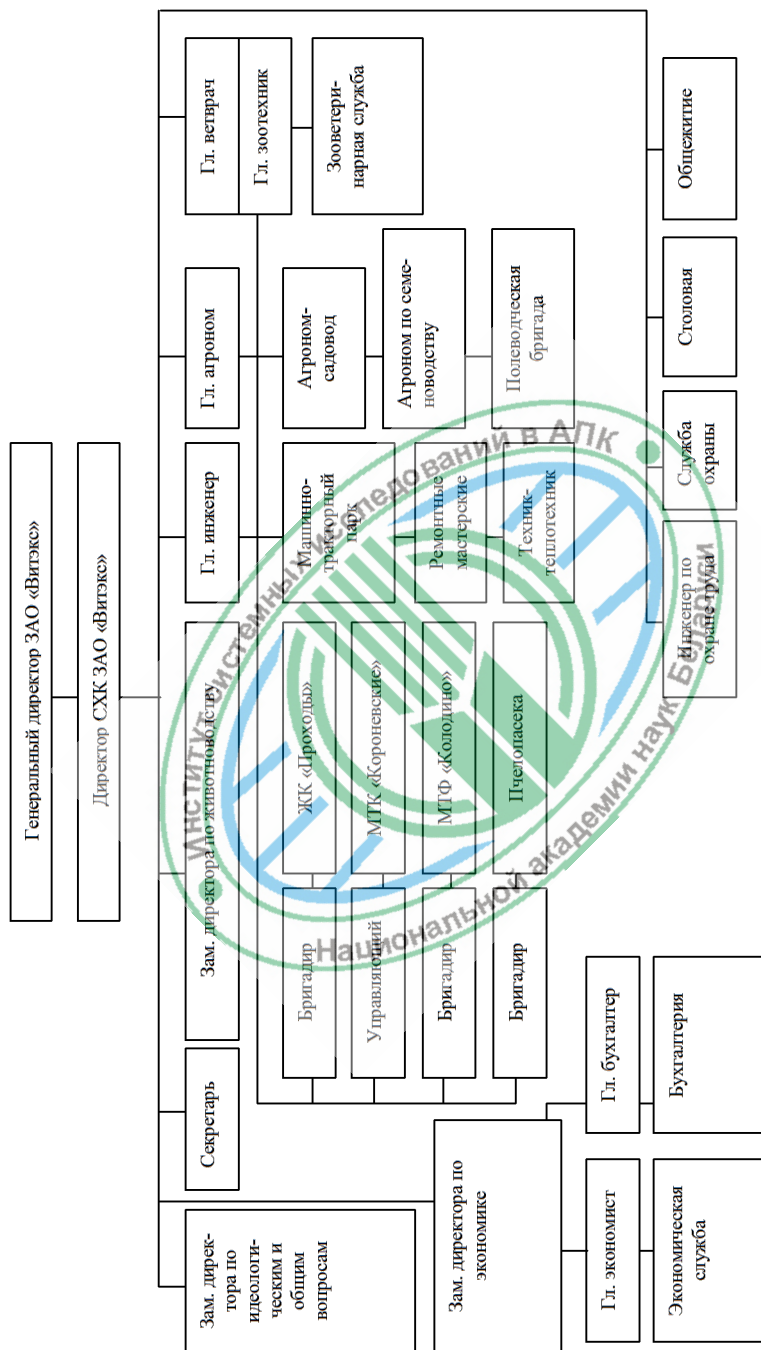 Генеральный директор ЗАО «Витэкс»
Директор СХК ЗАО «Витэкс»
Зам. дирек-
тора по
идеологи-
ческим и
общим
вопросам
Секретарь
Зам. директора по животноводству
Гл. инженер
Гл. агроном
Гл. ветврач
Гл. зоотехник
Бригадир
ЖК «Проходы»
Машинно-
тракторный
парк
Агроном-
садовод
Зооветери-
нарная служба
Управляющий
МТК «Короневские»
Ремонтные
мастерские
Агроном по семе-
новодству
Бригадир
МТФ «Колодино»
Техник-
теплотехник
Полеводческая
бригада
Бригадир
Пчелопасека
Зам. директора по
экономике
Гл. экономист
Гл. бухгалтер
Экономическая
служба
Бухгалтерия
Инженер по
охране труда
Служба
охраны
Столовая
Общежитие
Институт системных исследований в АПК
Национальной академии наук Беларуси